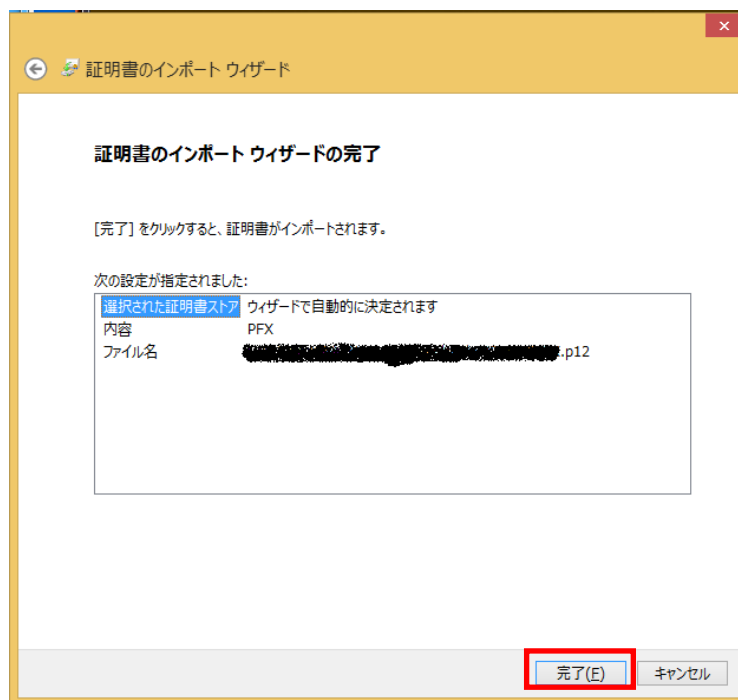 証明書のインポート ウィザード
証明書のインポート ウィザードの完了
[完了] をクリックすると、証明書がインポートされます。
次の設定が指定されました:
選択された証明書ストア ウィザードで自動的に決定されます
内容 PFX
ファイル名 .p12
完了(F) キャンセル